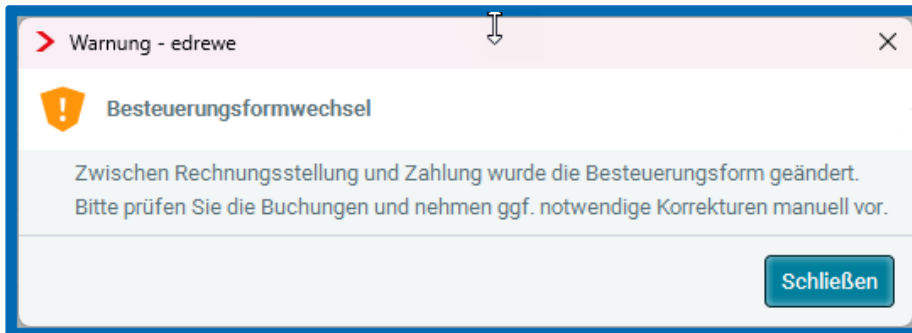 Warnung - edrewe
Besteuerungsformwechsel
Zwischen Rechnungsstellung und Zahlung wurde die Besteuerungsform geändert.
Bitte prüfen Sie die Buchungen und nehmen ggf. notwendige Korrekturen manuell vor.
Schließen